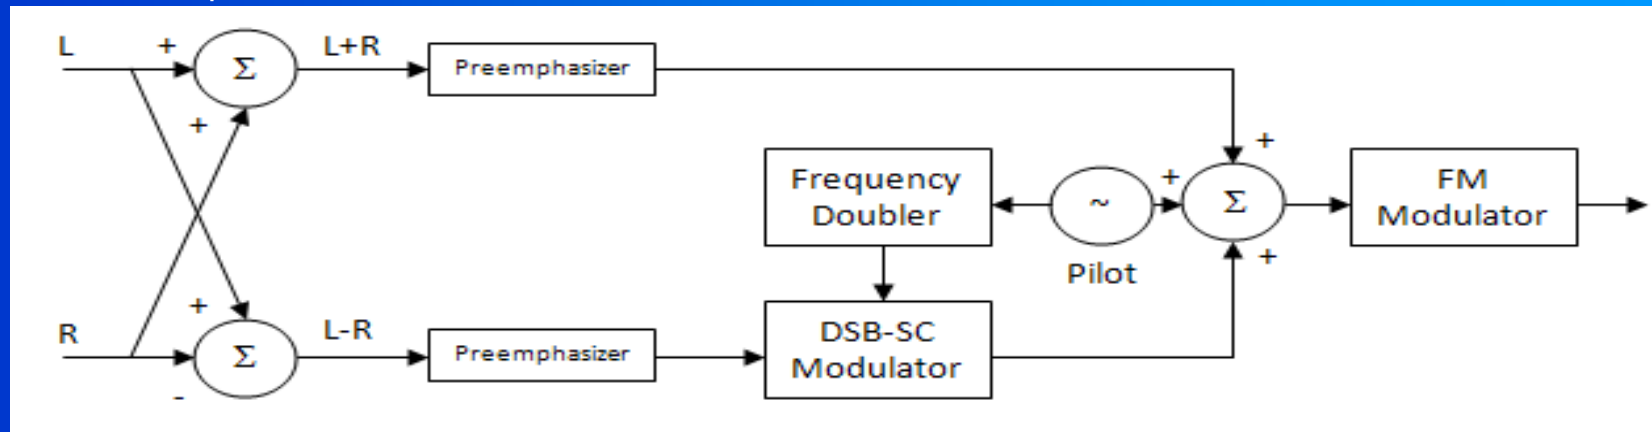 L
+
Σ
L+R
Preemphasizer
+
+
Frequency
Doubler
~
Pilot
+
Σ
FM
Modulator
+
+
R
Σ
L-R
Preemphasizer
DSB-SC
Modulator
-